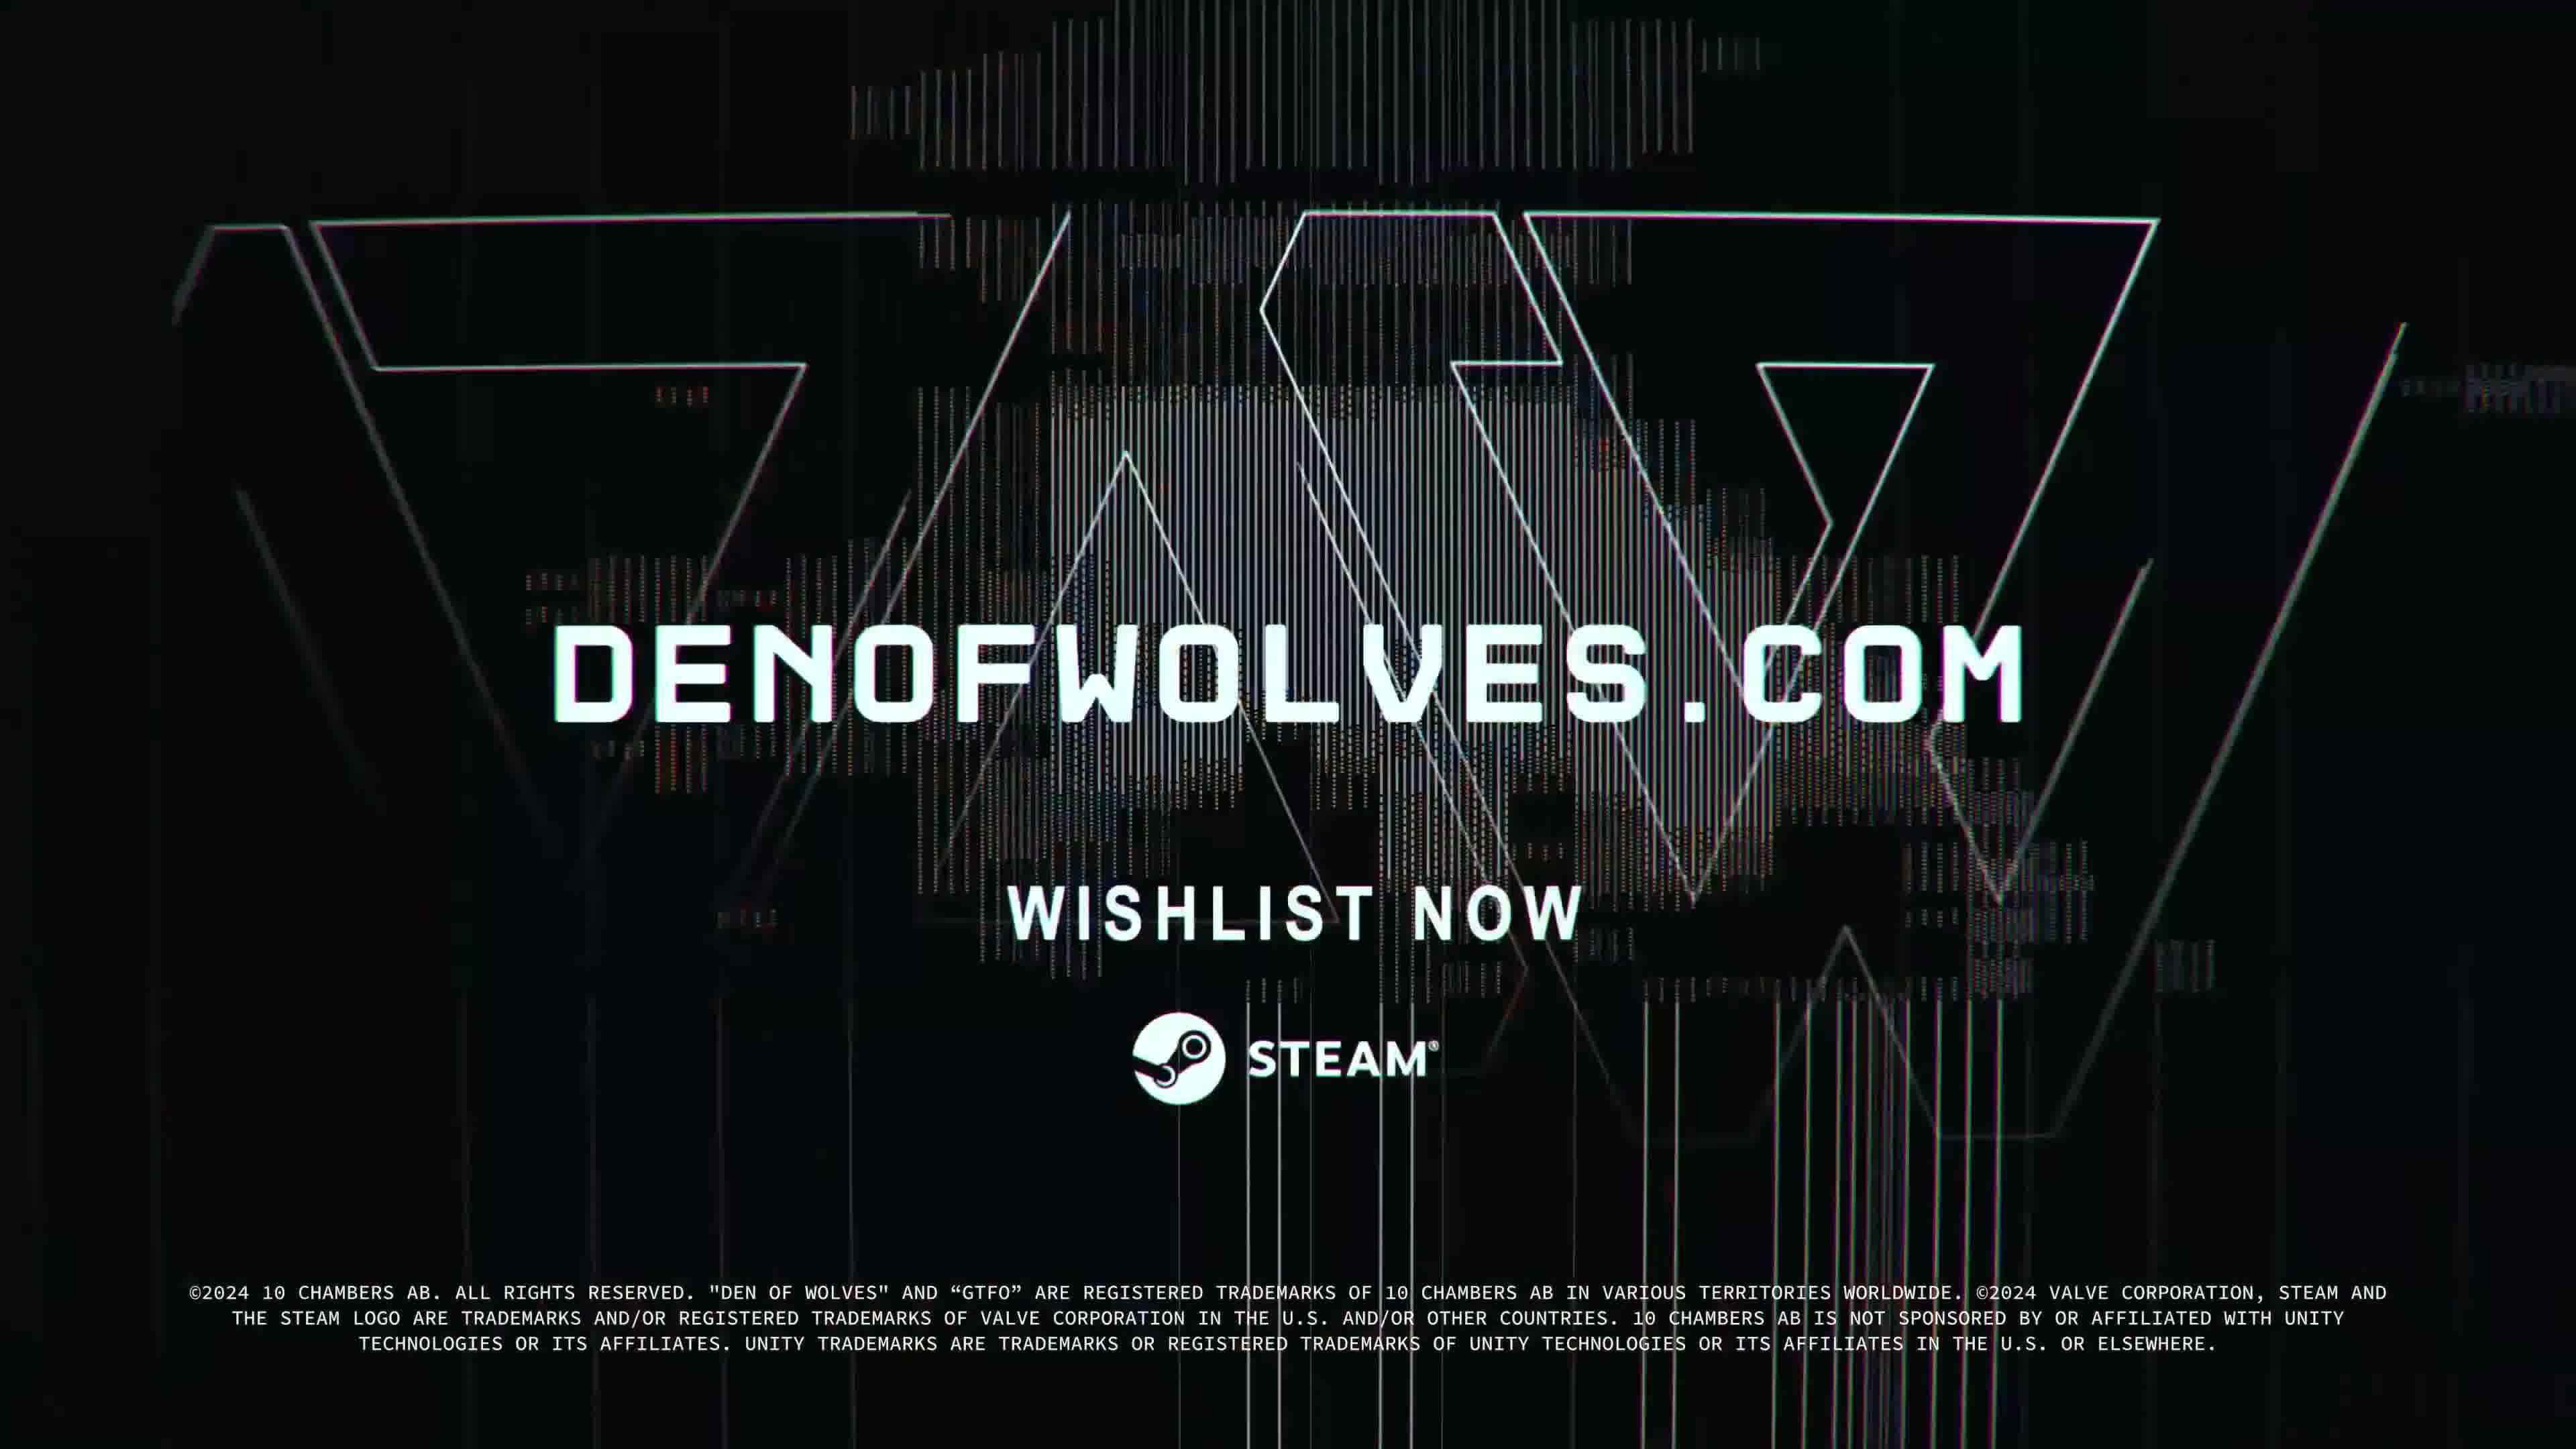 DENOFWOLVES.COM
WISHLIST NOW
STEAM®
©2024 10 CHAMBERS AB. ALL RIGHTS RESERVED. "DEN OF WOLVES" AND “GTFO” ARE REGISTERED TRADEMARKS OF 10 CHAMBERS AB IN VARIOUS TERRITORIES WORLDWIDE. ©2024 VALVE CORPORATION, STEAM AND
THE STEAM LOGO ARE TRADEMARKS AND/OR REGISTERED TRADEMARKS OF VALVE CORPORATION IN THE U.S. AND/OR OTHER COUNTRIES. 10 CHAMBERS AB IS NOT SPONSORED BY OR AFFILIATED WITH UNITY
TECHNOLOGIES OR ITS AFFILIATES. UNITY TRADEMARKS ARE TRADEMARKS OR REGISTERED TRADEMARKS OF UNITY TECHNOLOGIES OR ITS AFFILIATES IN THE U.S. OR ELSEWHERE.